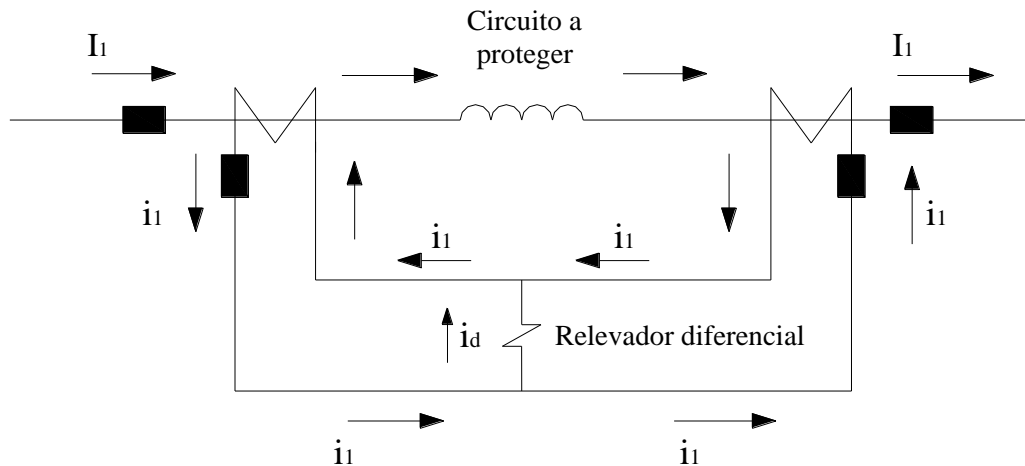 Circuito a
proteger
I1
I1
i1
i1
i1
i1
id
Relevador diferencial
i1
i1